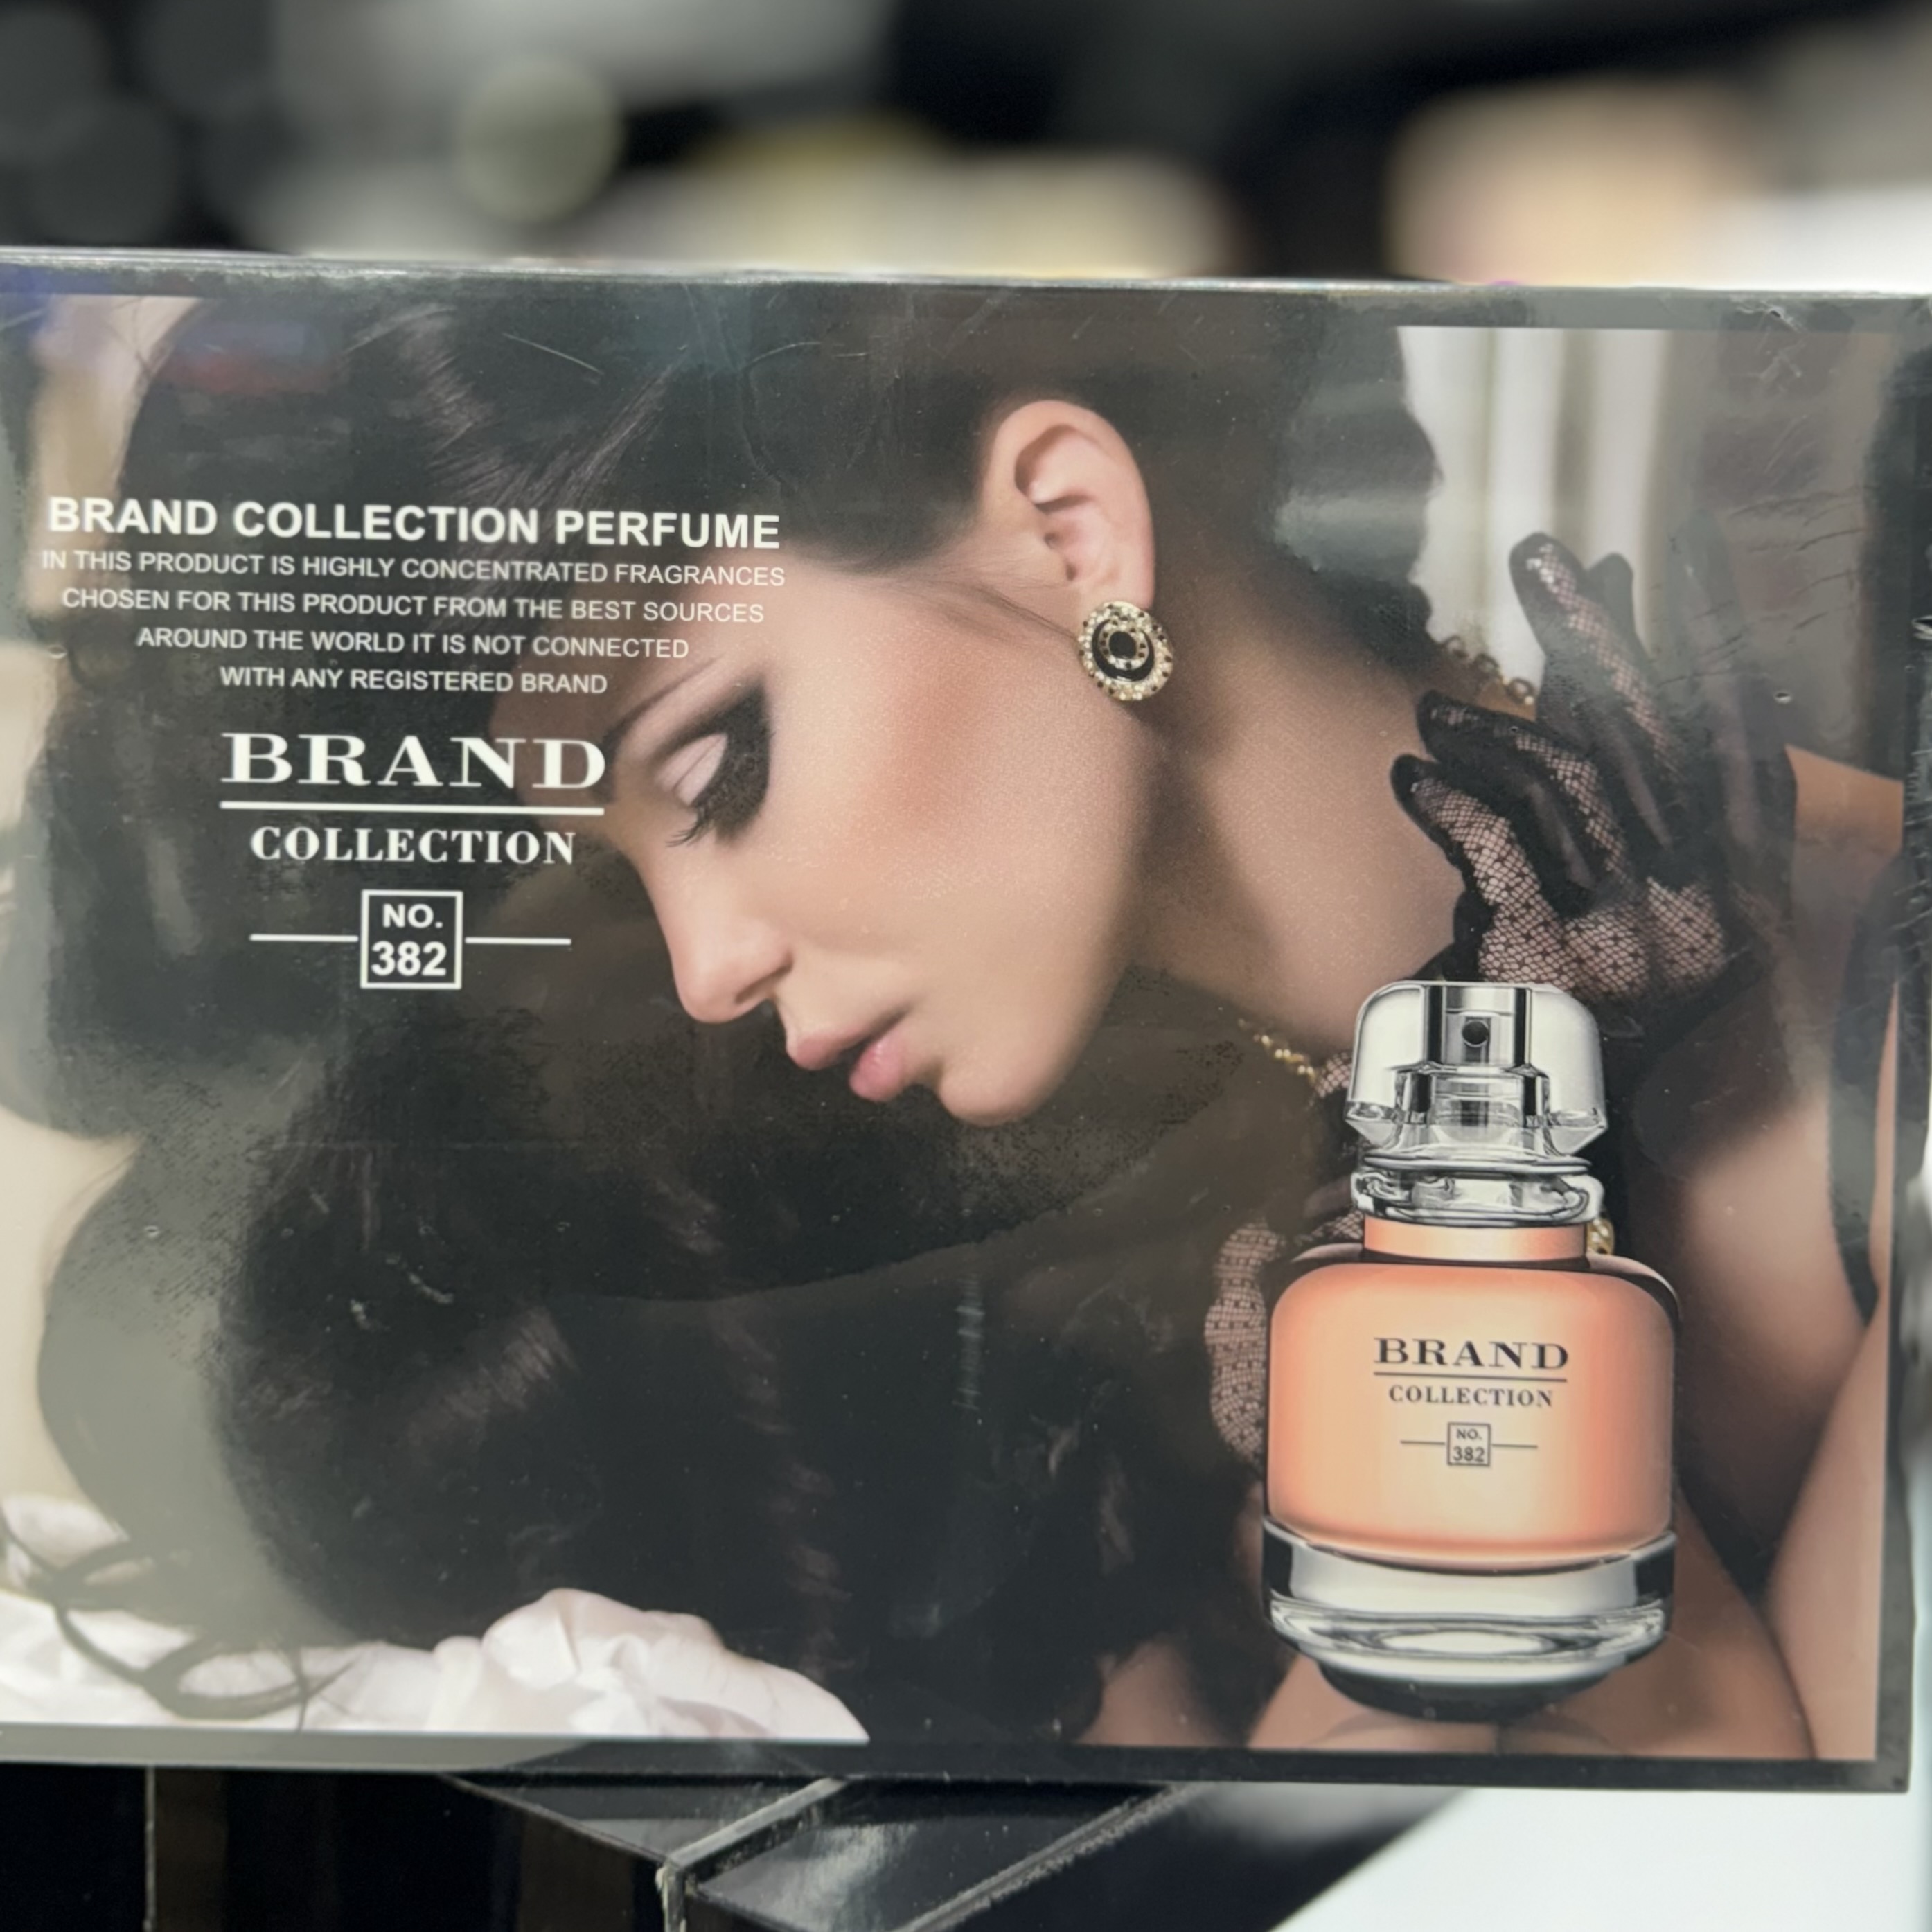 BRAND COLLECTION PERFUME
IN THIS PRODUCT IS HIGHLY CONCENTRATED FRAGRANCES
CHOSEN FOR THIS PRODUCT FROM THE BEST SOURCES
AROUND THE WORLD IT IS NOT CONNECTED
WITH ANY REGISTERED BRAND
BRAND
COLLECTION
NO.
382
BRAND
COLLECTION
NO.
382